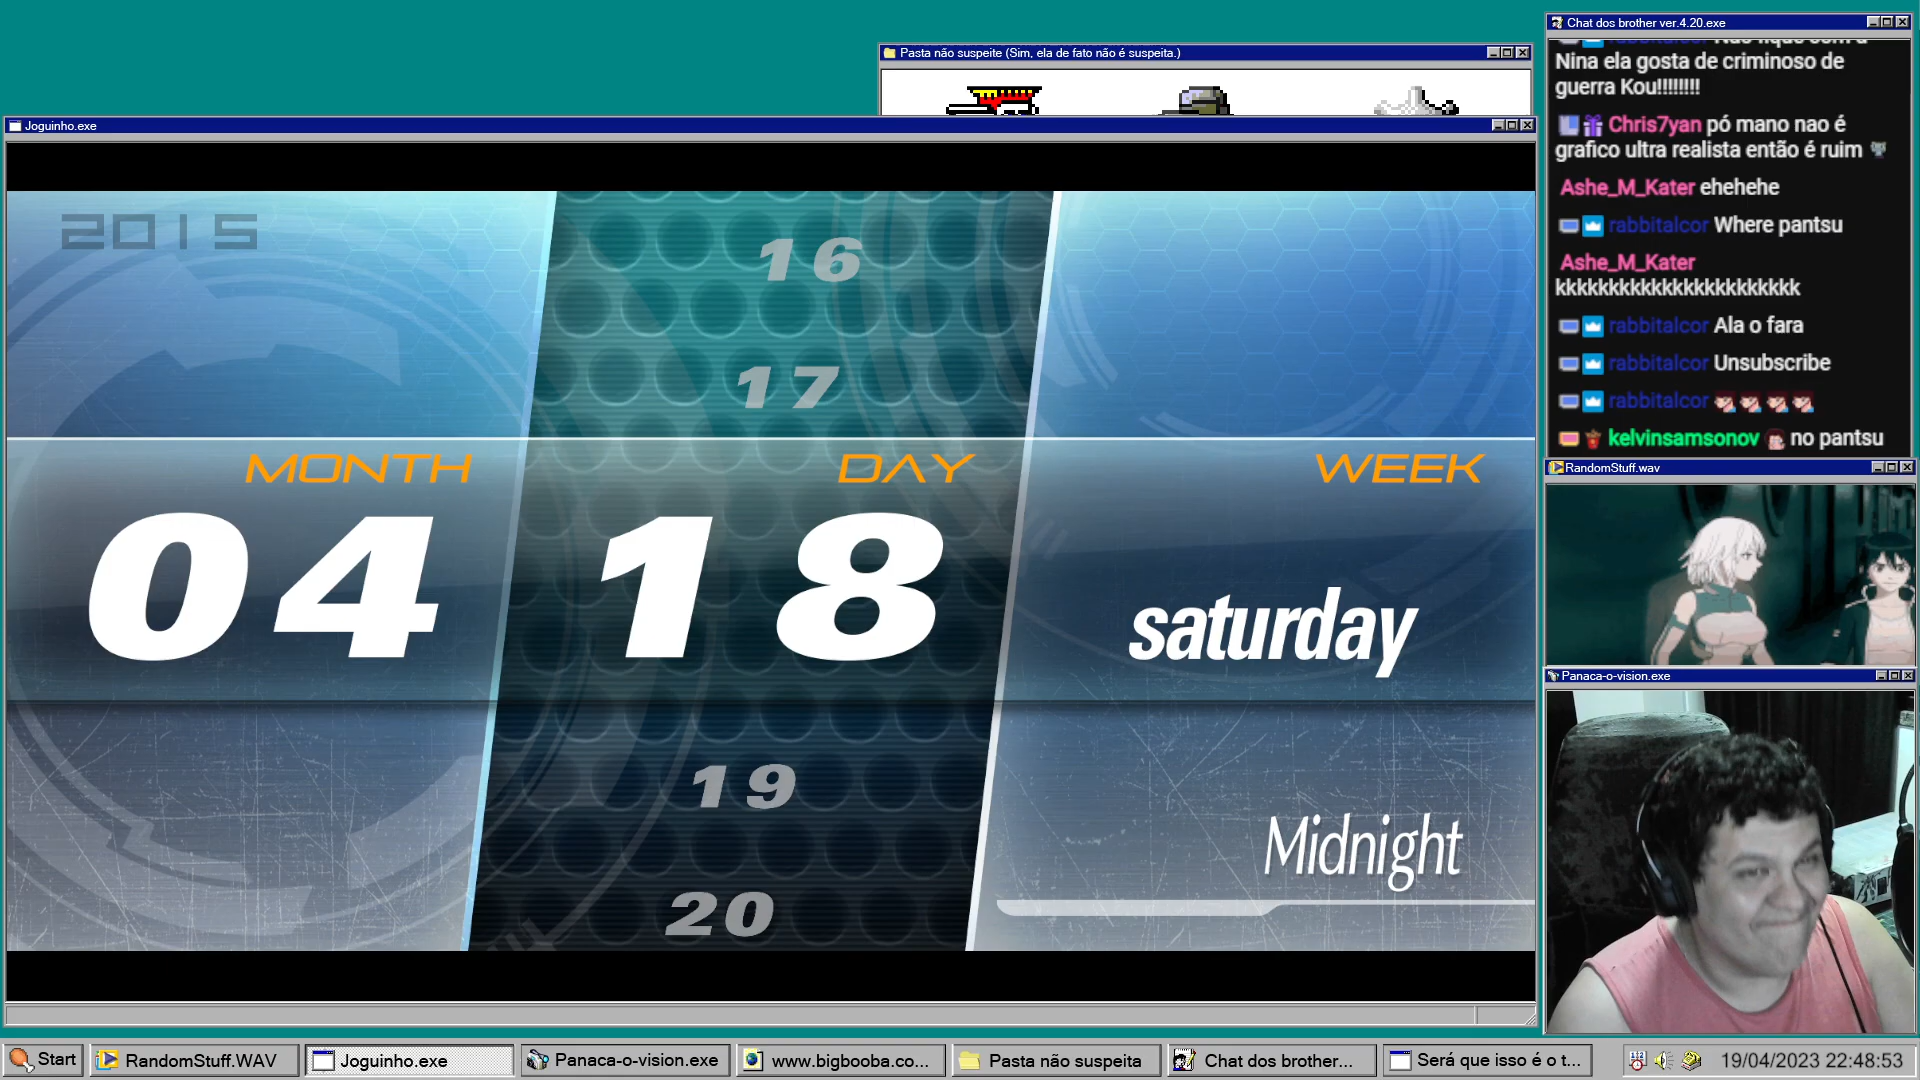 Chat dos brother ver.4.20.exe
Nina ela gosta de criminoso de
guerra Kou!!!!!!!!
Chris7yan pó mano nao é
grafico ultra realista então é ruim
Ashe_M_Kater ehehehe
rabbitalcor Where pantsu
Ashe_M_Kater
kkkkkkkkkkkkkkkkkkkkkkk
rabbitalcor Ala o fara
rabbitalcor Unsubscribe
rabbitalcor
kelvinsamsonov no pantsu
Pasta não suspeite (Sim, ela de fato não é suspeita.)
Joguinho.exe
2015
16
17
MONTH DAY WEEK
04 18 saturday
19
Midnight
20
RandomStuff.wav
Panaca-o-vision.exe
Start
RandomStuff.WAV
Joguinho.exe
Panaca-o-vision.exe
www.bigbooba.co...
Pasta não suspeita
Chat dos brother...
Será que isso é o t...
19/04/2023 22:48:53